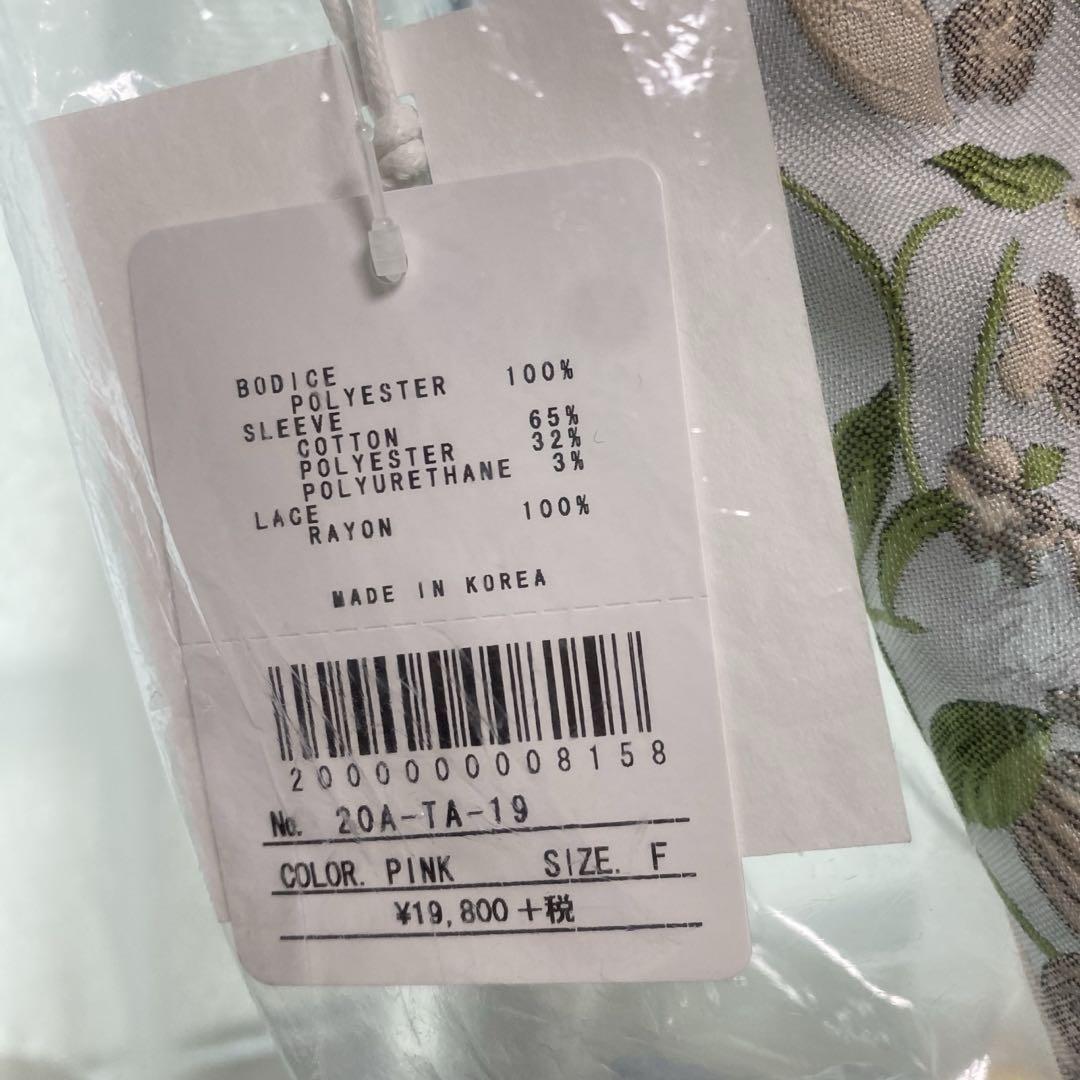 BODICE
POLYESTER 100%
SLEEVE
COTTON 65%
POLYESTER 32%
POLYURETHANE 3%
LACE
RAYON 100%
MADE IN KOREA
2000000008158
No. 20A-TA-19
COLOR. PINK SIZE. F
¥19,800+税